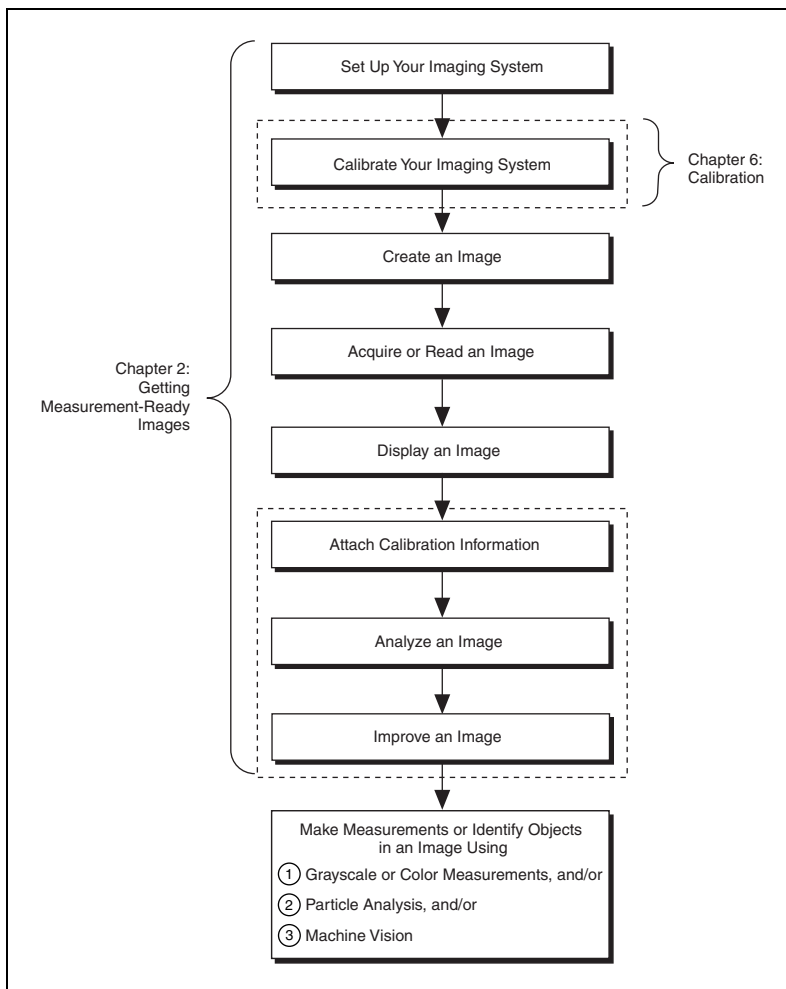 Set Up Your Imaging System
Calibrate Your Imaging System
Chapter 6:
Calibration
Create an Image
Acquire or Read an Image
Chapter 2:
Getting
Measurement-Ready
Images
Display an Image
Attach Calibration Information
Analyze an Image
Improve an Image
Make Measurements or Identify Objects
in an Image Using
1 Grayscale or Color Measurements, and/or
2 Particle Analysis, and/or
3 Machine Vision